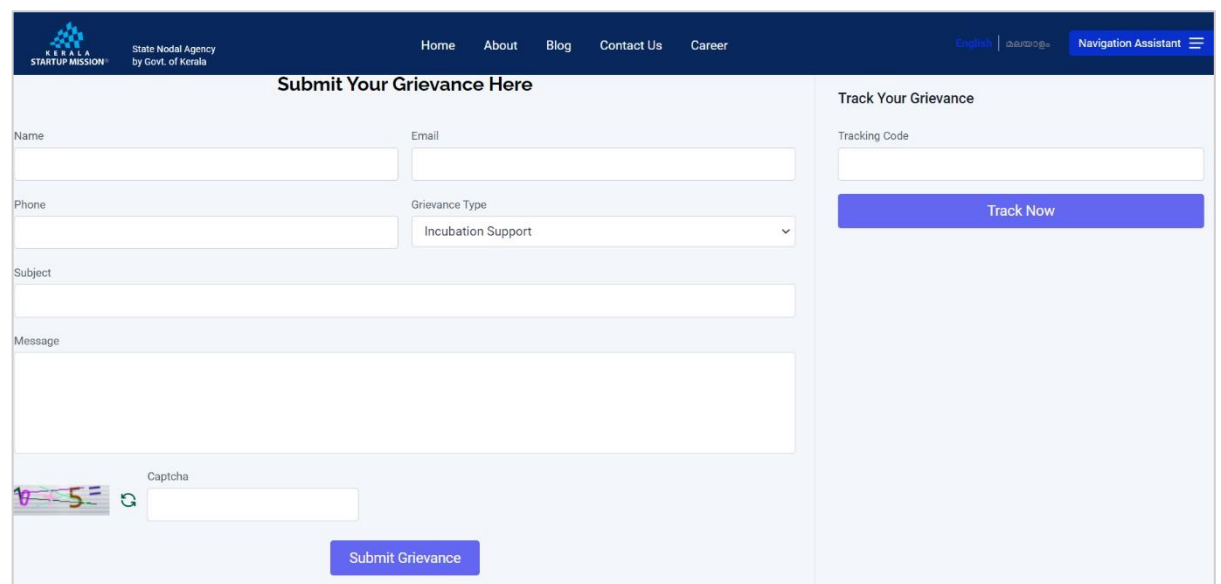 KERALA
STARTUP MISSION
State Nodal Agency
by Govt. of Kerala
Home About Blog Contact Us Career
English | മലയാളം
Navigation Assistant
Submit Your Grievance Here
Name
Email
Phone
Grievance Type
Incubation Support
Subject
Message
Captcha
Submit Grievance
Track Your Grievance
Tracking Code
Track Now